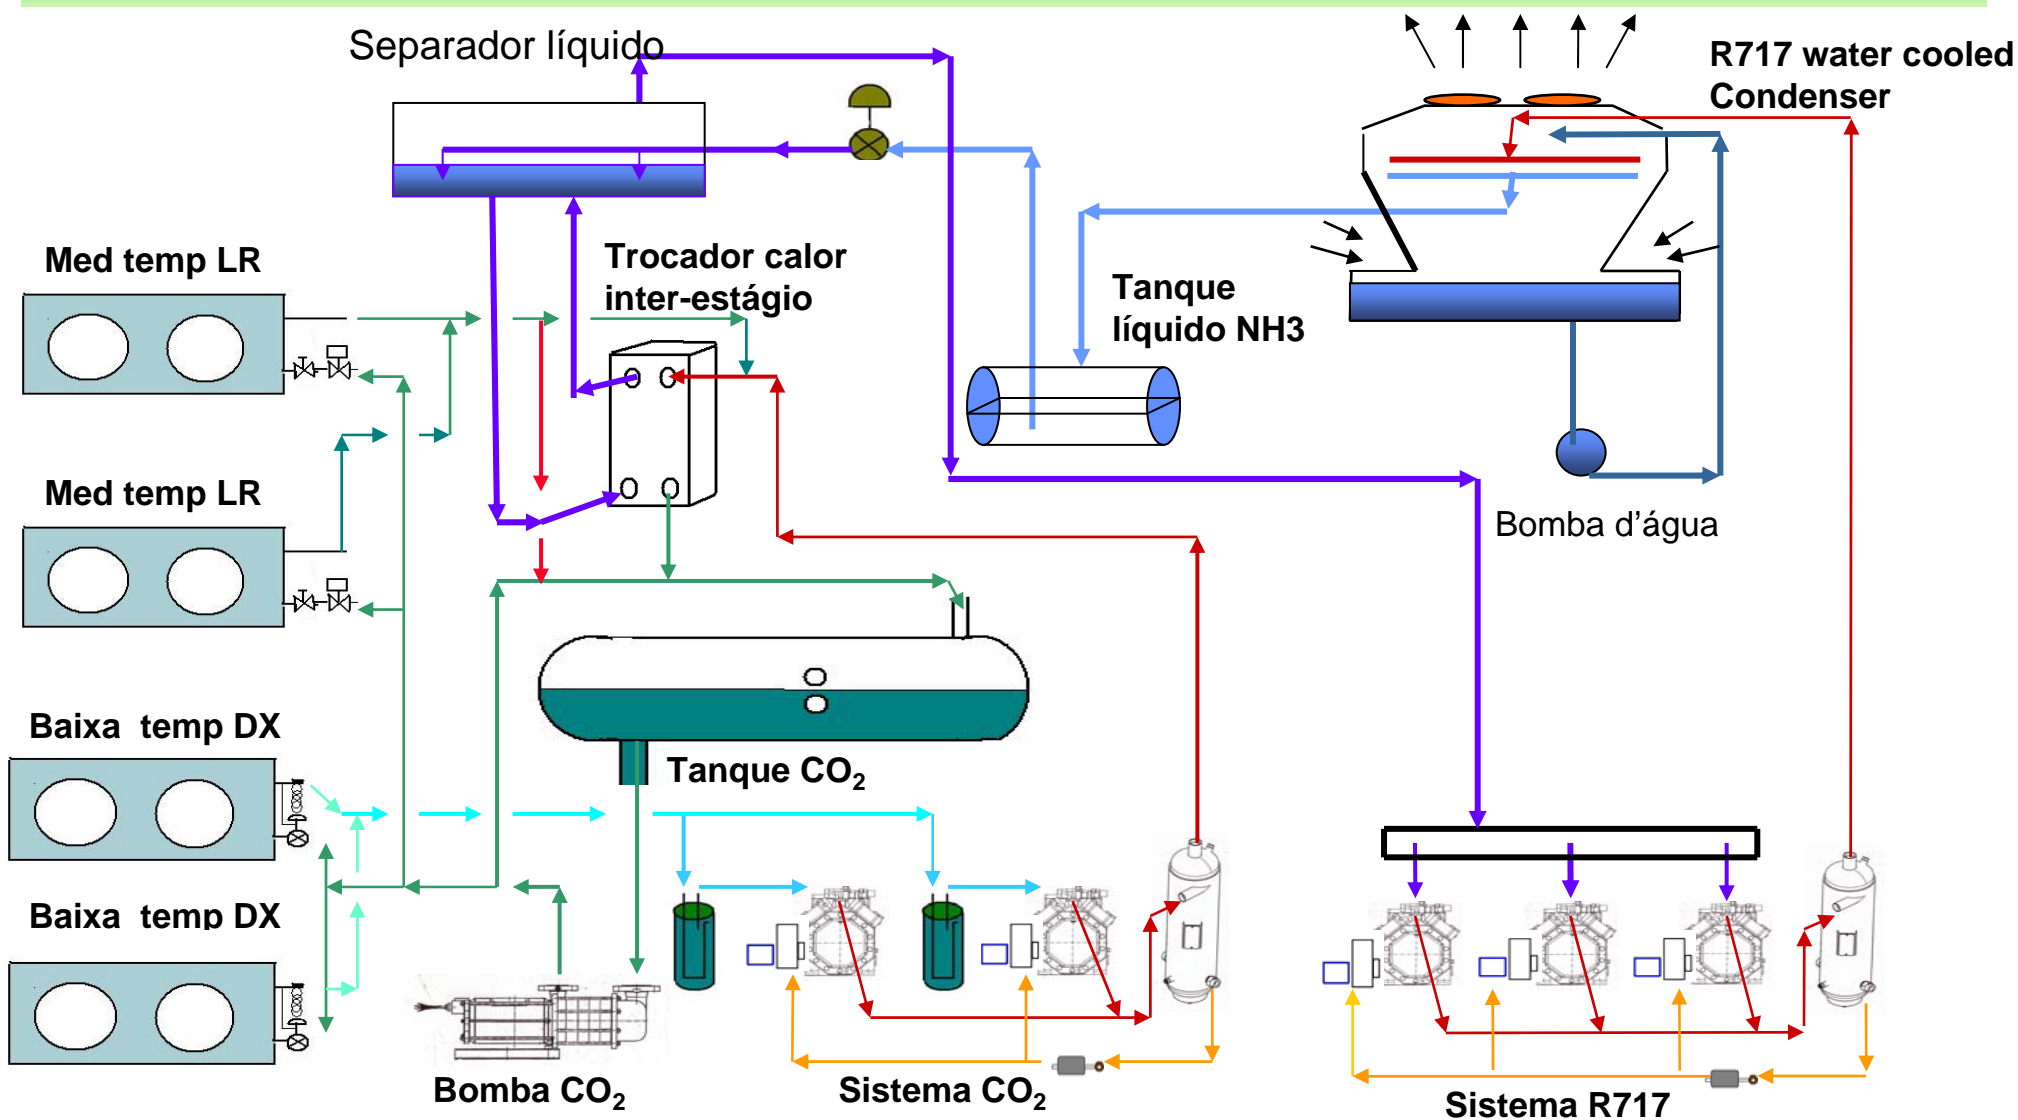 Separador líquido
R717 water cooled
Condenser
Med temp LR
Trocador calor
inter-estágio
Tanque
líquido NH3
Med temp LR
Bomba d’água
Baixa  temp DX
Tanque CO2
Baixa  temp DX
Bomba CO2
Sistema CO2
Sistema R717